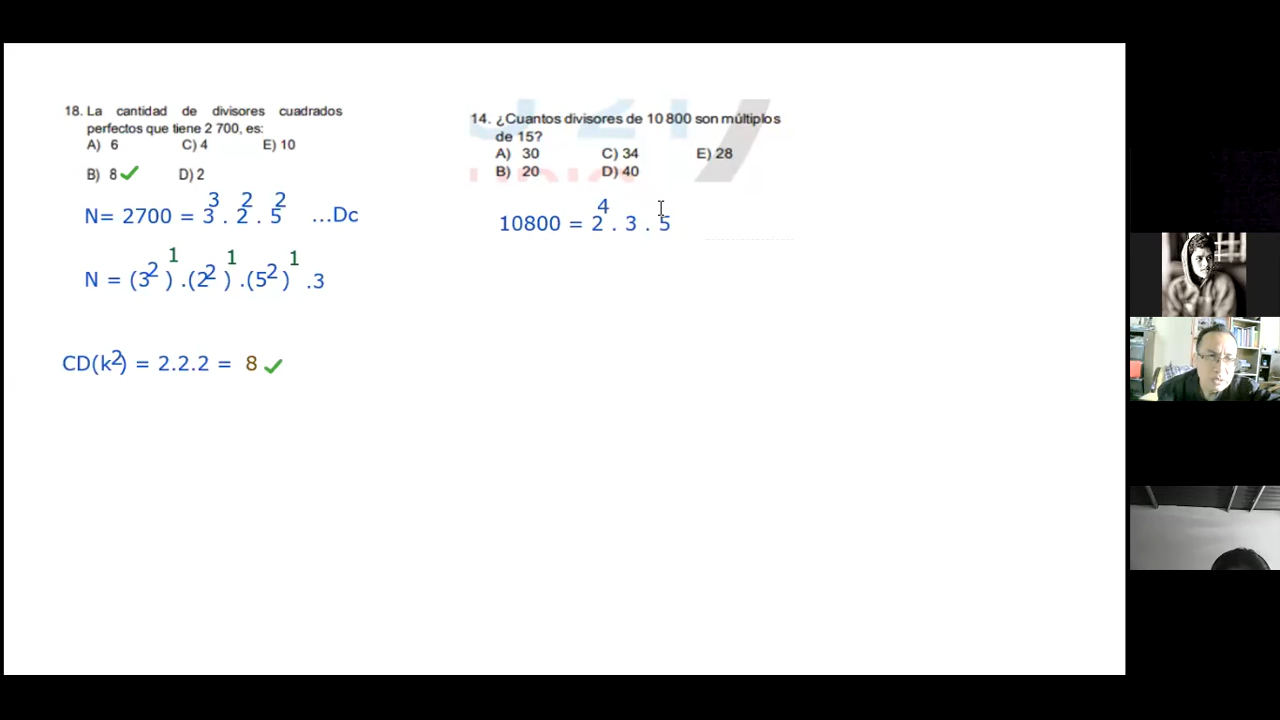 18. La cantidad de divisores cuadrados
perfectos que tiene 2 700, es:
A) 6 C) 4 E) 10
B) 8 ✓ D) 2
N= 2700 = 3³ . 2² . 5² ...Dc
N = (3²)¹ .(2²)¹ .(5²)¹ .3
CD(k²) = 2.2.2 = 8 ✓
14. ¿Cuantos divisores de 10 800 son múltiplos
de 15?
A) 30 C) 34 E) 28
B) 20 D) 40
10800 = 2⁴ . 3 . 5